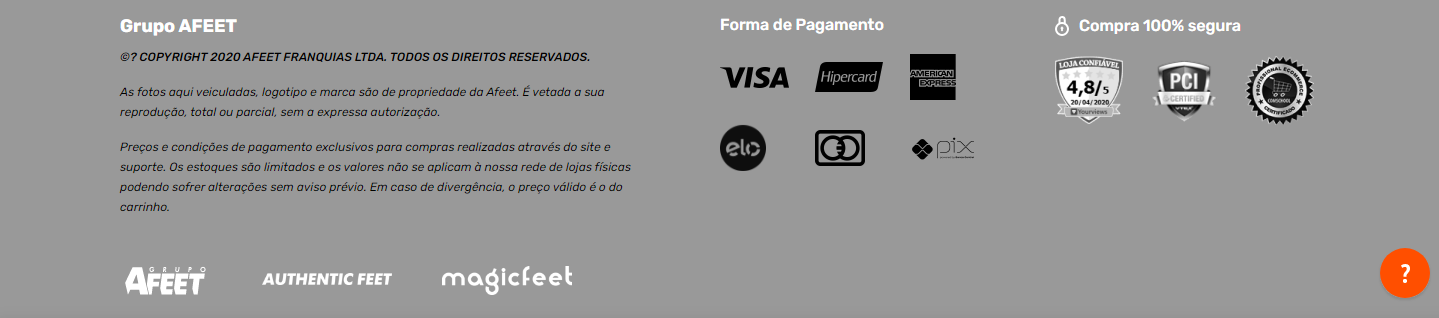 Grupo AFEET
©? COPYRIGHT 2020 AFEET FRANQUIAS LTDA. TODOS OS DIREITOS RESERVADOS.
As fotos aqui veiculadas, logotipo e marca são de propriedade da Afeet. É vetada a sua
reprodução, total ou parcial, sem a expressa autorização.
Preços e condições de pagamento exclusivos para compras realizadas através do site e
suporte. Os estoques são limitados e os valores não se aplicam à nossa rede de lojas físicas
podendo sofrer alterações sem aviso prévio. Em caso de divergência, o preço válido é o do
carrinho.
GRUPO
AFEET
AUTHENTIC FEET
magicfeet
Forma de Pagamento
VISA
Hipercard
AMERICAN
EXPRESS
elo
pix
Compra 100% segura
LOJA CONFIÁVEL
4,8/5
20/04/2020
Yourviews
PCI
CERTIFIED
PROFISSIONAL ECOMMERCE
COMSCHOOL
CERTIFICADO
?